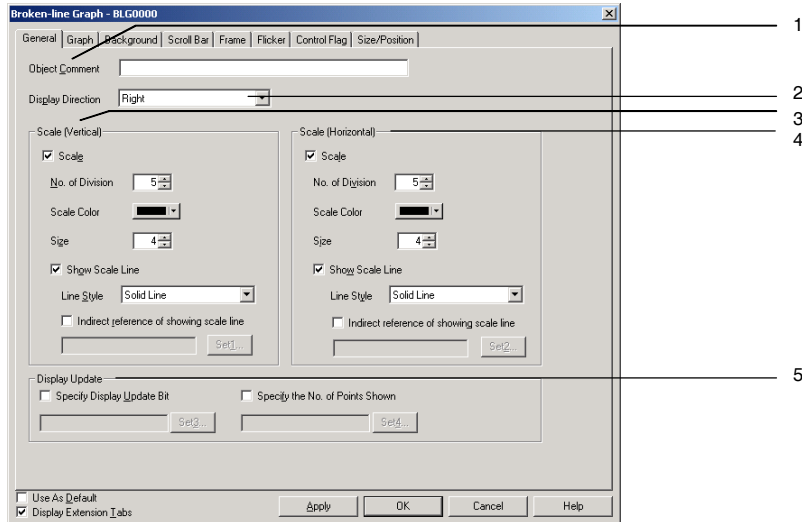 Broken-line Graph - BLG0000
General Graph Background Scroll Bar Frame Flicker Control Flag Size/Position
1
Object Comment
Display Direction Right
2
3
4
Scale (Vertical)
Scale (Horizontal)
Scale
Scale
No. of Division 5
No. of Division 5
Scale Color
Scale Color
Size 4
Size 4
Show Scale Line
Show Scale Line
Line Style Solid Line
Line Style Solid Line
Indirect reference of showing scale line
Indirect reference of showing scale line
Set1...
Set2...
Display Update
5
Specify Display Update Bit
Specify the No. of Points Shown
Set3...
Set4...
Use As Default
Display Extension Tabs
Apply OK Cancel Help